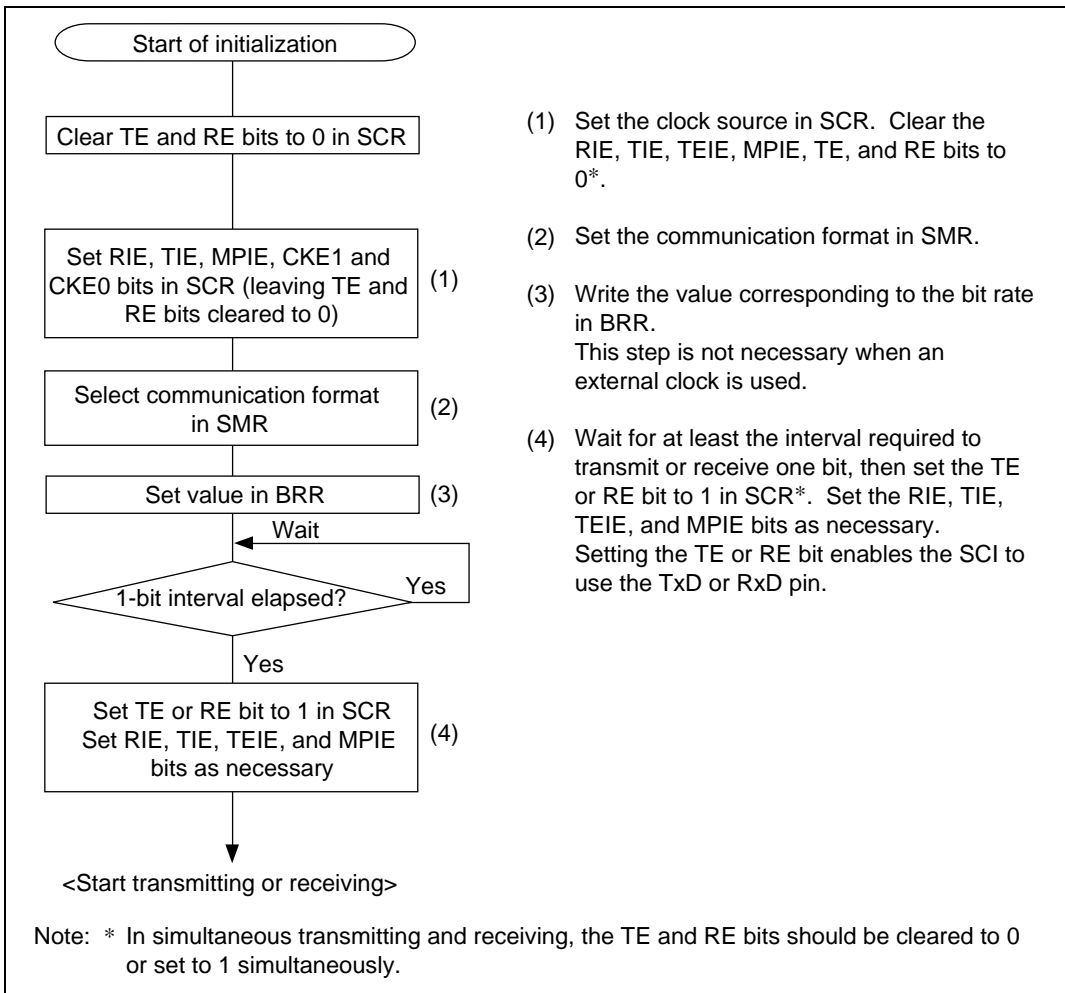 Start of initialization
Clear TE and RE bits to 0 in SCR
Set RIE, TIE, MPIE, CKE1 and
CKE0 bits in SCR (leaving TE and
RE bits cleared to 0)
(1)
Select communication format
in SMR
(2)
Set value in BRR
(3)
Wait
1-bit interval elapsed?
Yes
Yes
Set TE or RE bit to 1 in SCR
Set RIE, TIE, TEIE, and MPIE
bits as necessary
(4)
<Start transmitting or receiving>
(1) Set the clock source in SCR. Clear the
RIE, TIE, TEIE, MPIE, TE, and RE bits to
0*.
(2) Set the communication format in SMR.
(3) Write the value corresponding to the bit rate
in BRR.
This step is not necessary when an
external clock is used.
(4) Wait for at least the interval required to
transmit or receive one bit, then set the TE
or RE bit to 1 in SCR*. Set the RIE, TIE,
TEIE, and MPIE bits as necessary.
Setting the TE or RE bit enables the SCI to
use the TxD or RxD pin.
Note: * In simultaneous transmitting and receiving, the TE and RE bits should be cleared to 0
or set to 1 simultaneously.